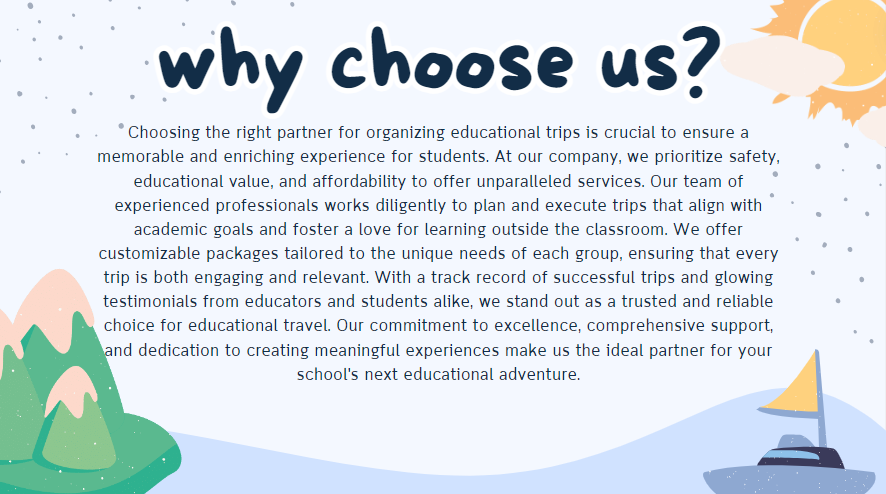 why choose us?
Choosing the right partner for organizing educational trips is crucial to ensure a
memorable and enriching experience for students. At our company, we prioritize safety,
educational value, and affordability to offer unparalleled services. Our team of
experienced professionals works diligently to plan and execute trips that align with
academic goals and foster a love for learning outside the classroom. We offer
customizable packages tailored to the unique needs of each group, ensuring that every
trip is both engaging and relevant. With a track record of successful trips and glowing
testimonials from educators and students alike, we stand out as a trusted and reliable
choice for educational travel. Our commitment to excellence, comprehensive support,
and dedication to creating meaningful experiences make us the ideal partner for your
school's next educational adventure.